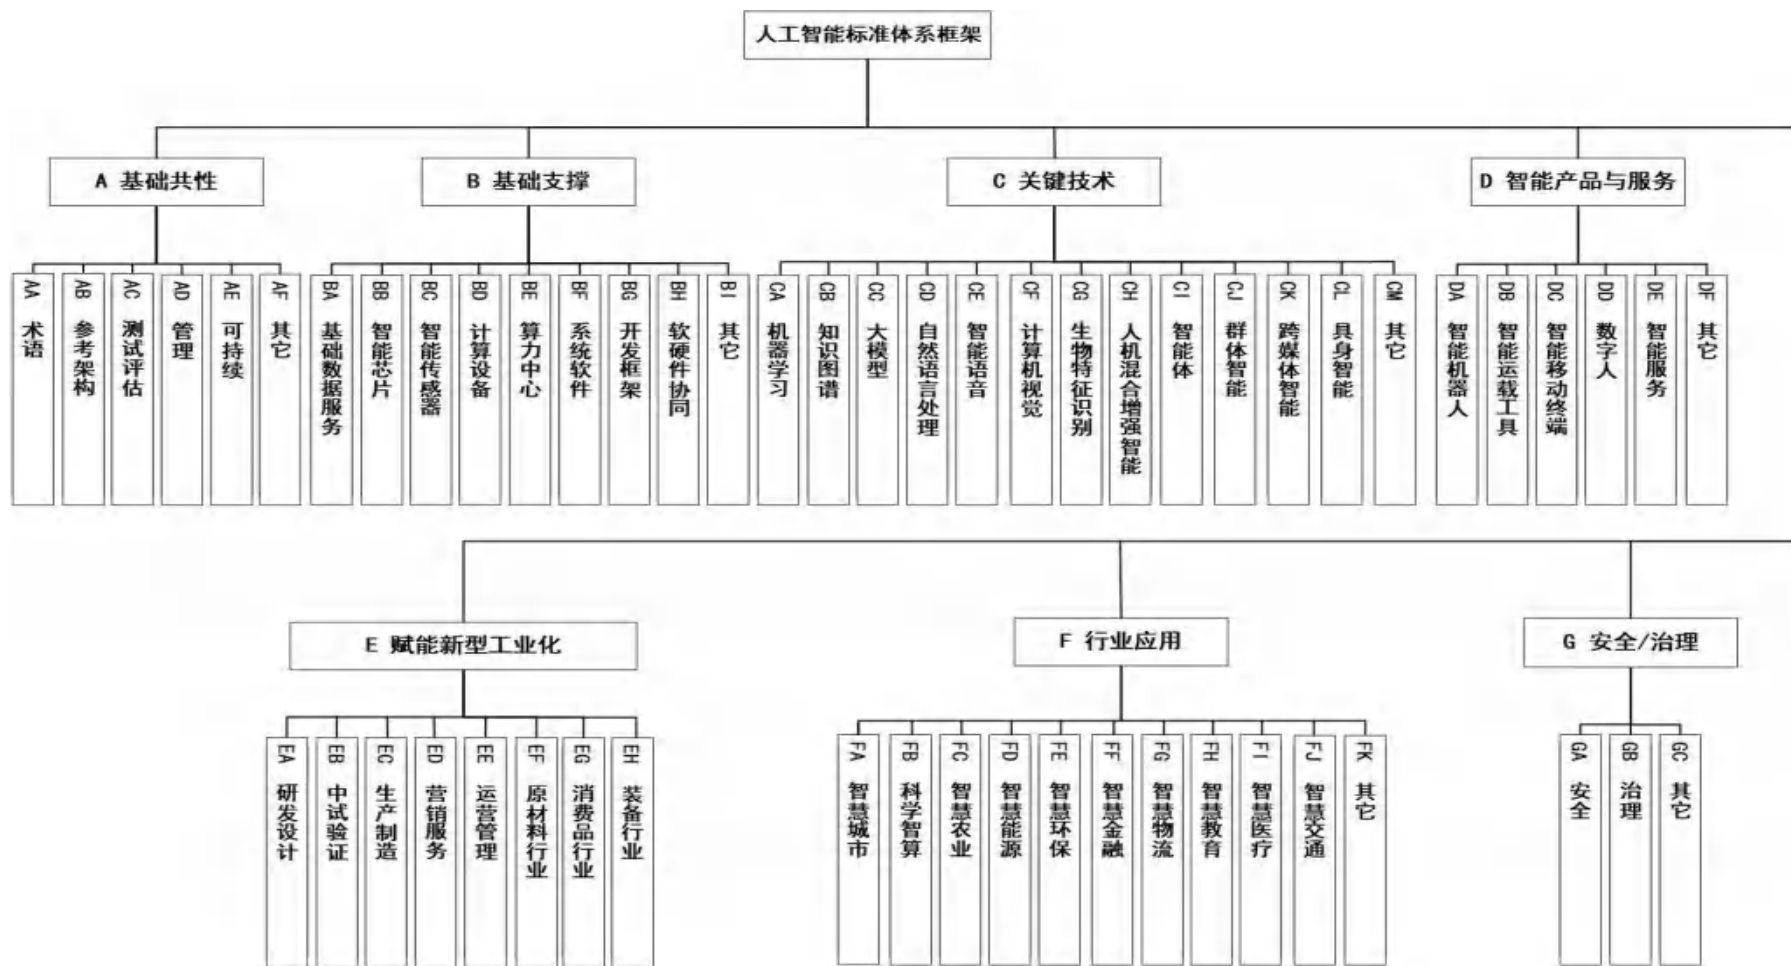 人工智能标准体系框架
A 基础共性
B 基础支撑
C 关键技术
D 智能产品与服务
AA 术语
AB 参考架构
AC 测试评估
AD 管理
AE 可持续
AF 其它
BA 基础数据服务
BB 智能芯片
BC 智能传感器
BD 计算设备
BE 算力中心
BF 系统软件
BG 开发框架
BH 软硬件协同
BI 其它
CA 机器学习
CB 知识图谱
CC 大模型
CD 自然语言处理
CE 智能语音
CF 计算机视觉
CG 生物特征识别
CH 人机混合增强智能
CI 智能体
CJ 群体智能
CK 跨媒体智能
CL 具身智能
CM 其它
DA 智能机器人
DB 智能运载工具
DC 智能移动终端
DD 数字人
DE 智能服务
DF 其它
E 赋能新型工业化
F 行业应用
G 安全/治理
EA 研发设计
EB 中试验证
EC 生产制造
ED 营销服务
EE 运营管理
EF 原材料行业
EG 消费品行业
EH 装备行业
FA 智慧城市
FB 科学智算
FC 智慧农业
FD 智慧能源
FE 智慧环保
FF 智慧金融
FG 智慧物流
FH 智慧教育
FI 智慧医疗
FJ 智慧交通
FK 其它
GA 安全
GB 治理
GC 其它